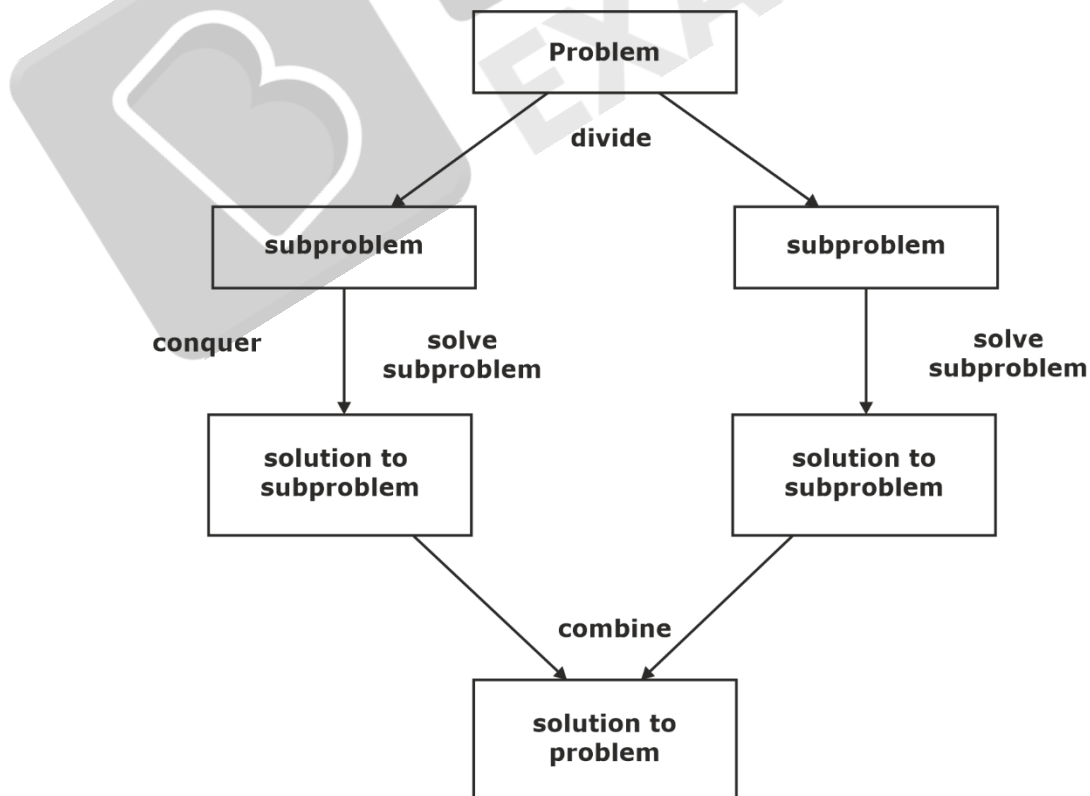 Problem
divide
subproblem
subproblem
conquer
solve
subproblem
solve
subproblem
solution to
subproblem
solution to
subproblem
combine
solution to
problem